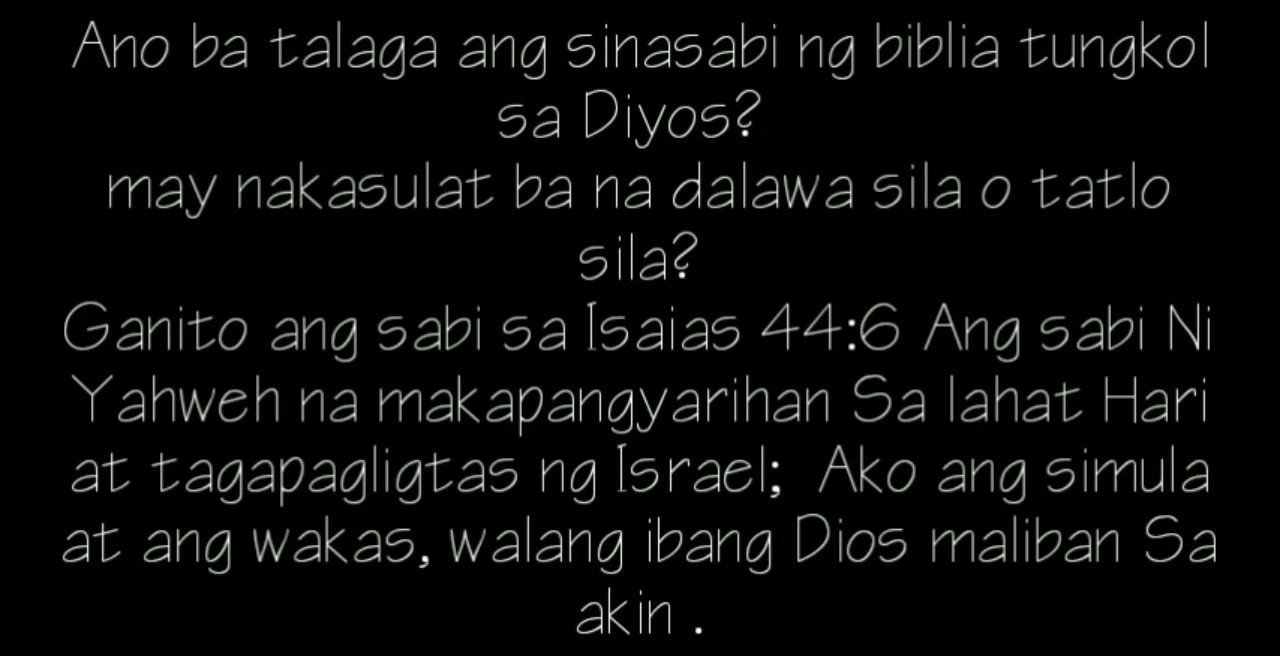 Ano ba talaga ang sinasabi ng biblia tungkol
sa Diyos?
may nakasulat ba na dalawa sila o tatlo
sila?
Ganito ang sabi sa Isaias 44:6 Ang sabi Ni
Yahweh na makapangyarihan Sa lahat Hari
at tagapagligtas ng Israel;  Ako ang simula
at ang wakas, walang ibang Dios maliban Sa
akin .